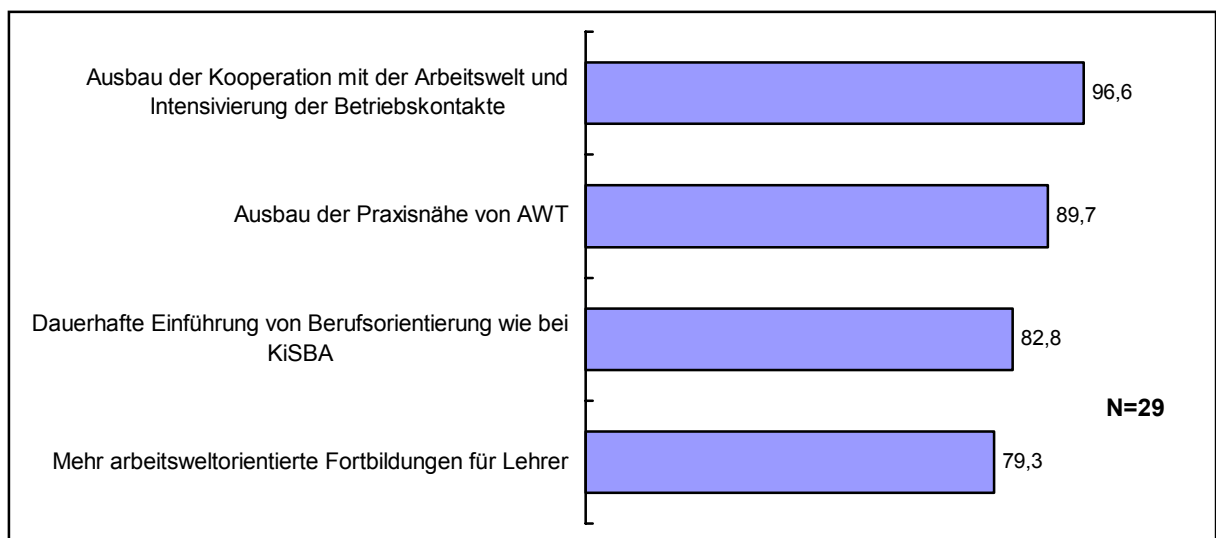 Ausbau der Kooperation mit der Arbeitswelt und
Intensivierung der Betriebskontakte
96,6
Ausbau der Praxisnähe von AWT
89,7
Dauerhafte Einführung von Berufsorientierung wie bei
KiSBA
82,8
N=29
Mehr arbeitsweltorientierte Fortbildungen für Lehrer
79,3